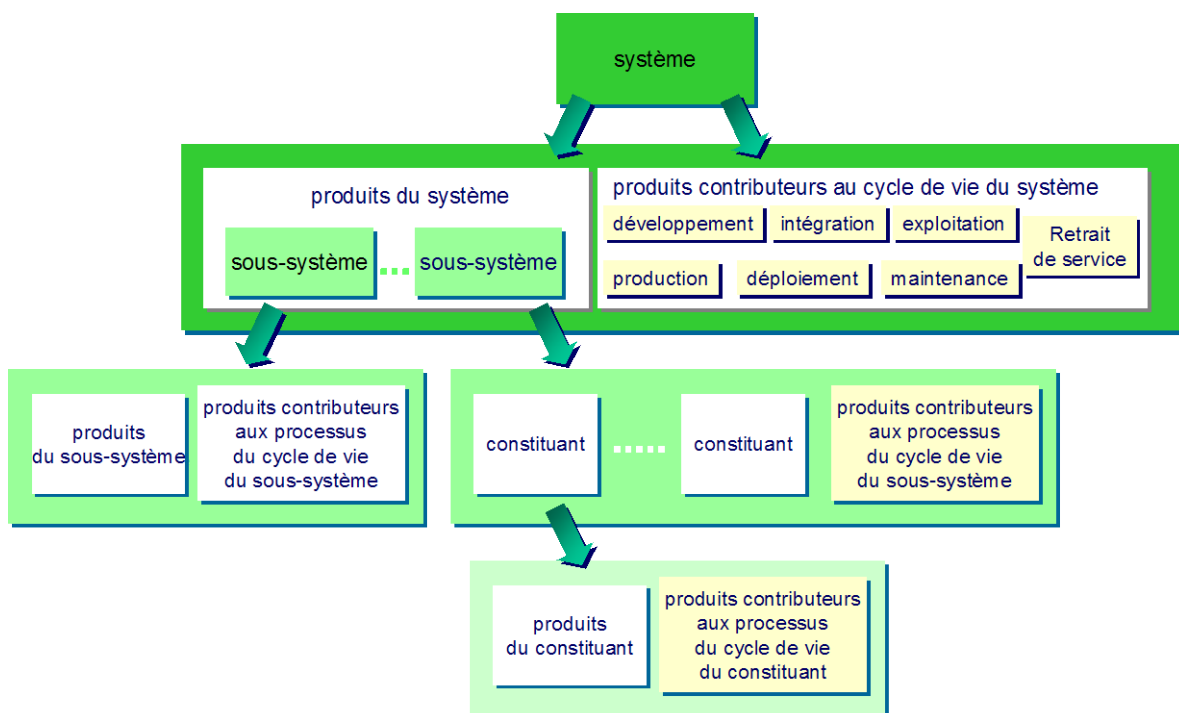 système
produits du système
sous-système
sous-système
produits contributeurs au cycle de vie du système
développement
intégration
exploitation
Retrait
de service
production
déploiement
maintenance
produits
du sous-système
produits contributeurs
aux processus
du cycle de vie
du sous-système
constituant
constituant
produits contributeurs
aux processus
du cycle de vie
du sous-système
produits
du constituant
produits contributeurs
aux processus
du cycle de vie
du constituant